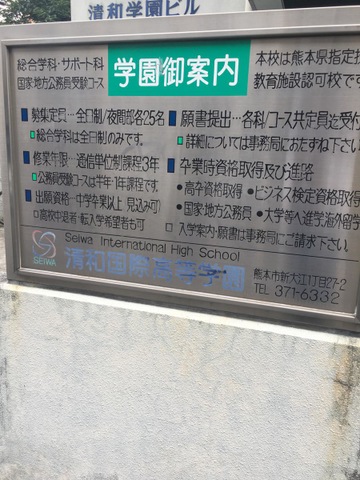 清和学園ビル
総合学科・サポート科
国家・地方公務員受験コース
学園御案内
本校は熊本県指定技
教育施設認可校です
募集定員…全日制/夜間部各25名
総合学科は全日制のみです。
修業年限…通信単位制課程3年
公務員受験コースは半年・1年課程です。
出願資格…中学卒業以上(見込み可)
高校中退者・転入学希望者も可
願書提出…各科/コース共定員迄受付
詳細については事務局におたずね下さい
卒業時資格取得及び進路
●高卒資格取得 ●ビジネス検定資格取得
●国家・地方公務員 ●大学等へ進学海外留学
入学案内・願書は事務局にご請求下さい。
SEIWA
Seiwa International High School
清和国際高等学園
熊本市新大江1丁目27-2
TEL 371-6332